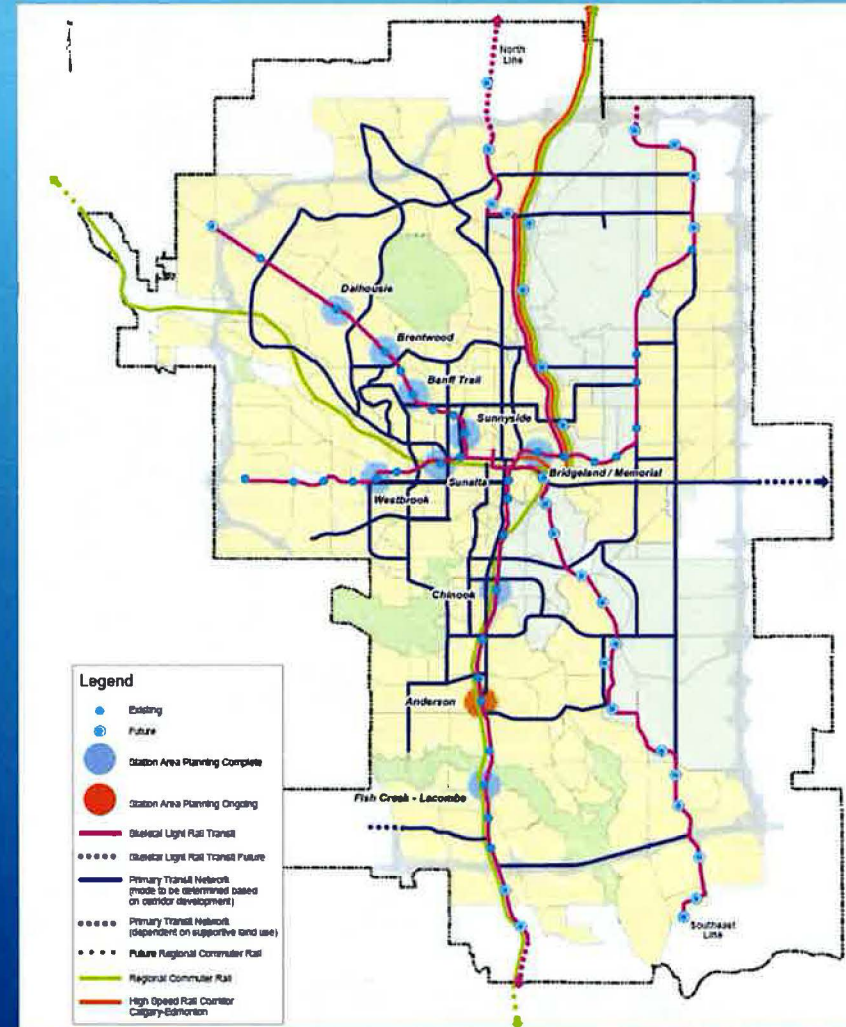 North
Line
Dalhousie
Brentwood
Banff Trail
Sunnyside
Bridgeland / Memorial
Sunalta
Westbrook
Chinook
Anderson
Fish Creek - Lacombe
Southeast
Line
Legend
Existing
Future
Station Area Planning Complete
Station Area Planning Ongoing
Skeletal Light Rail Transit
Skeletal Light Rail Transit Future
Primary Transit Network
(mode to be determined based
on corridor development)
Primary Transit Network
(dependent on supportive land use)
Future Regional Commuter Rail
Regional Commuter Rail
High Speed Rail Corridor
Calgary-Edmonton